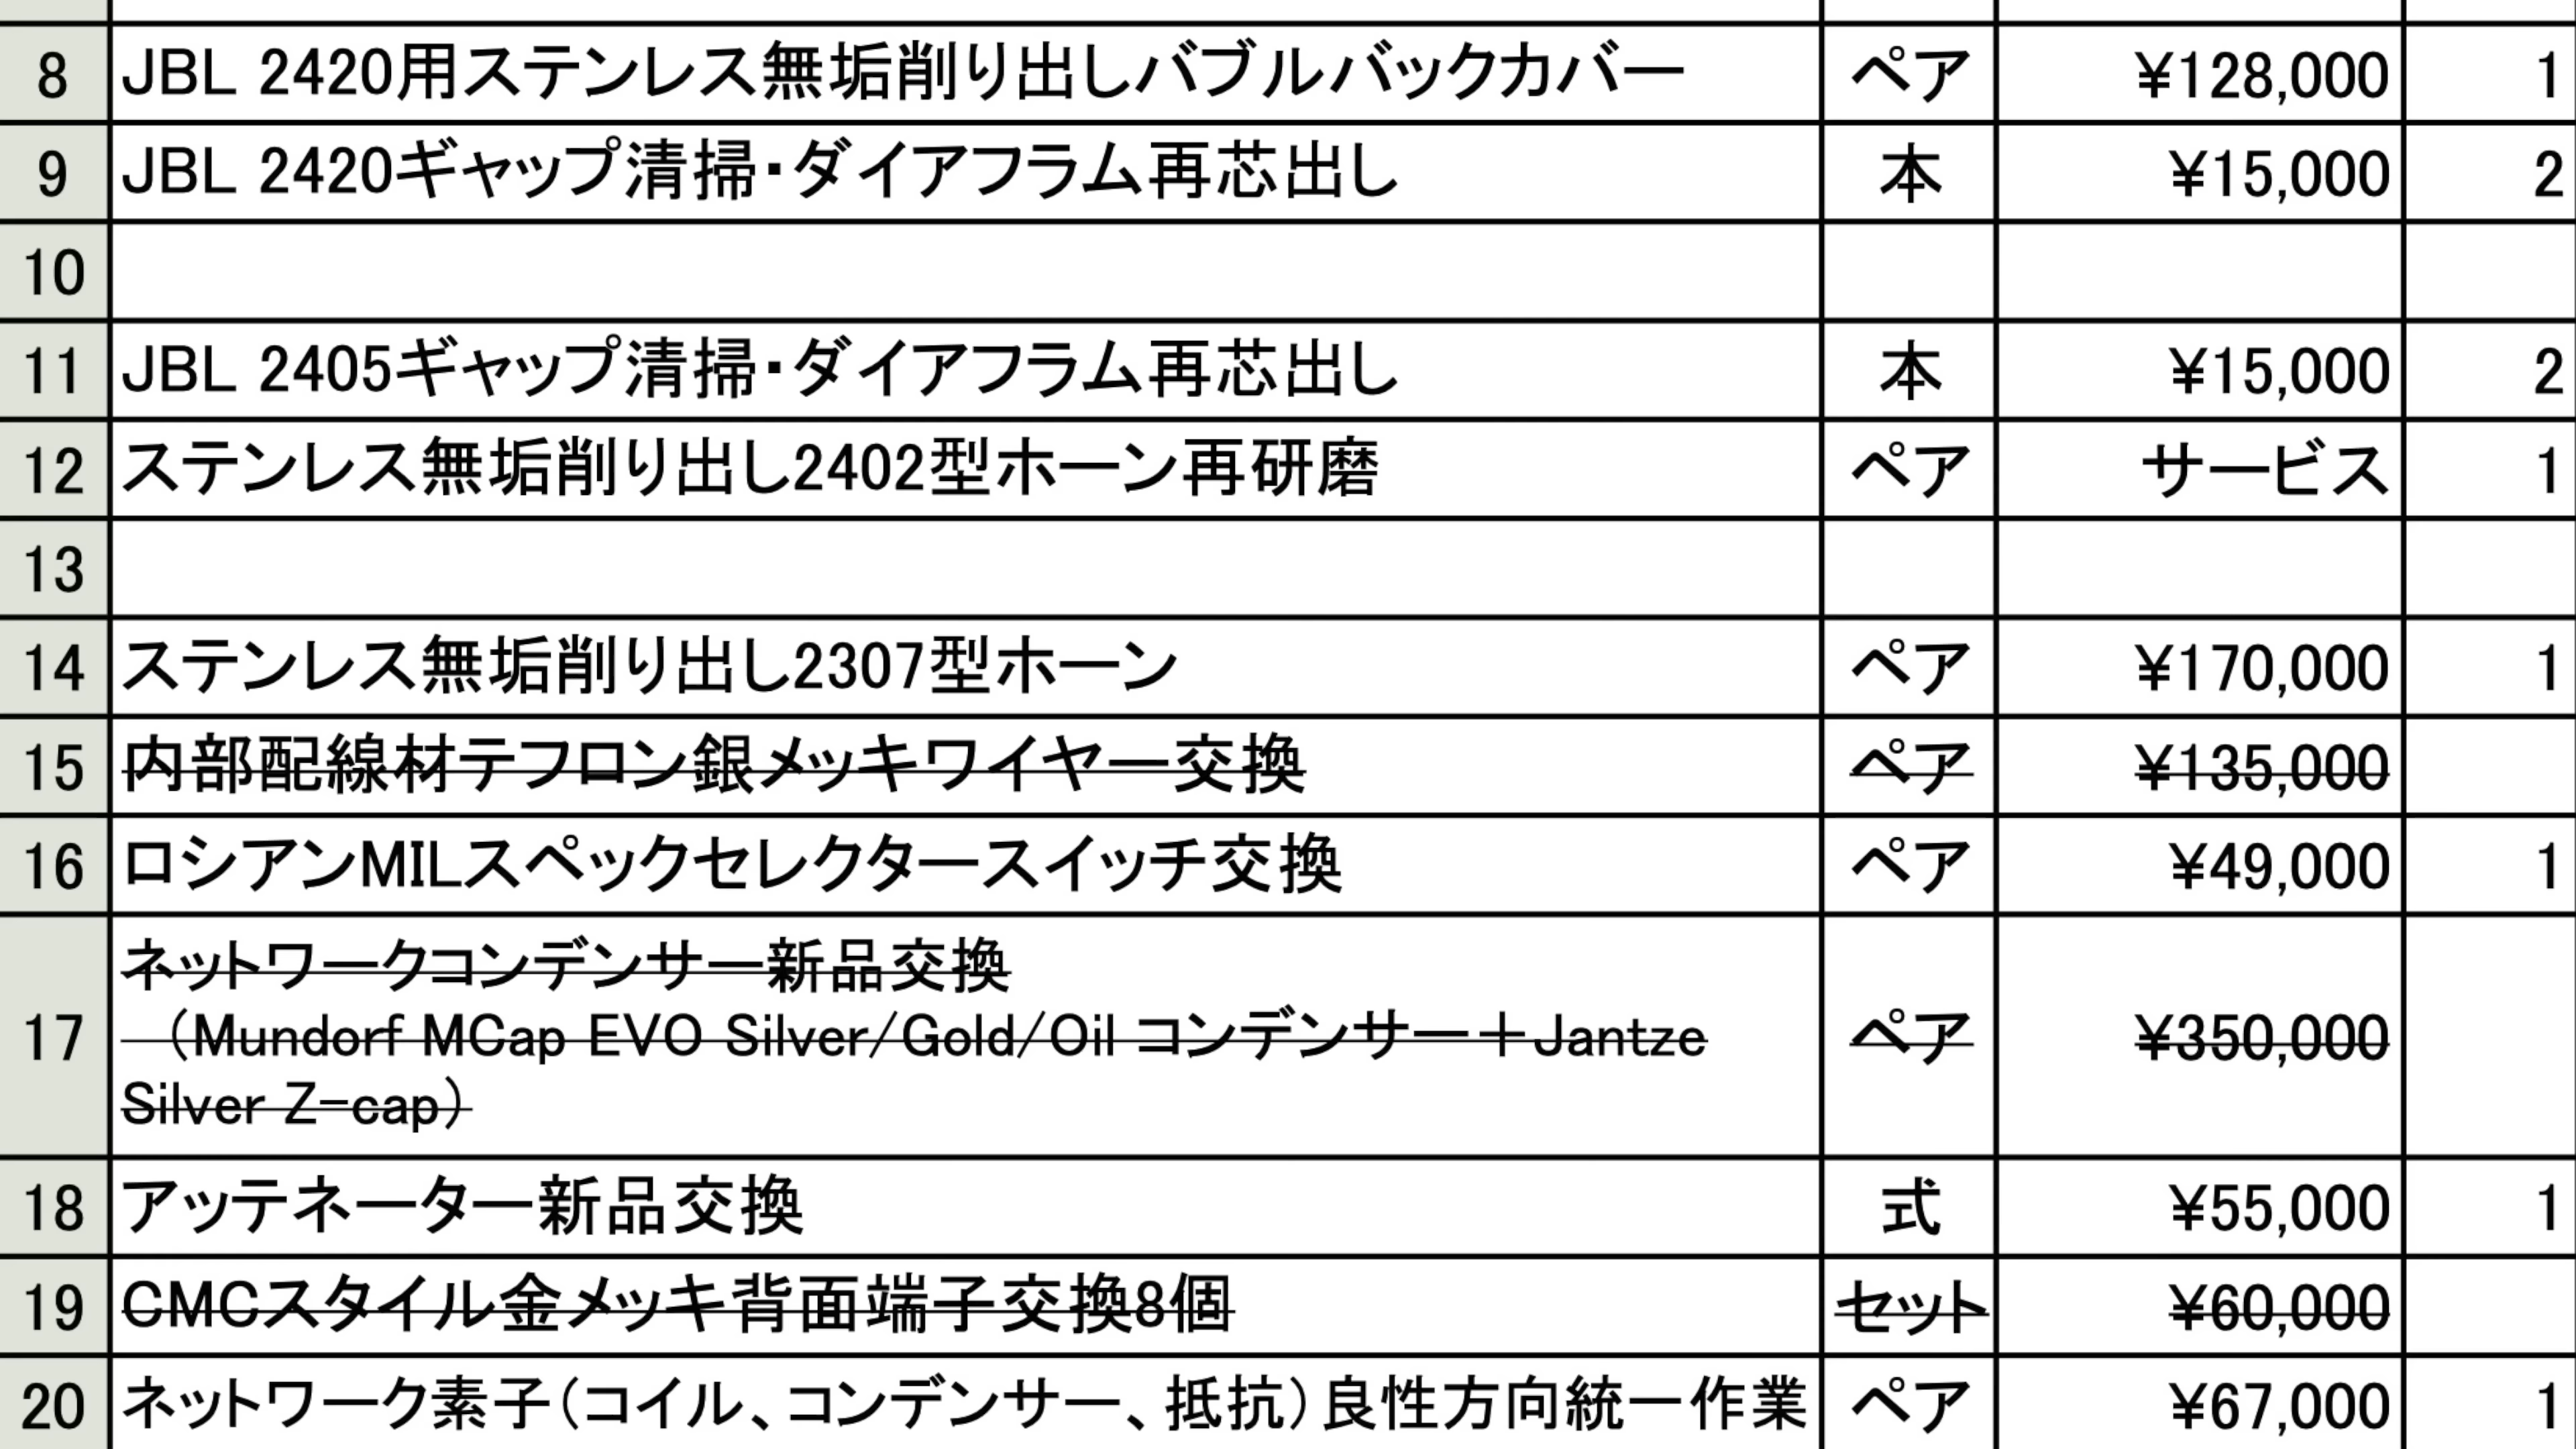 8 JBL 2420用ステンレス無垢削り出しバブルバックカバー ペア ¥128,000 1
9 JBL 2420ギャップ清掃・ダイアフラム再芯出し 本 ¥15,000 2
10
11 JBL 2405ギャップ清掃・ダイアフラム再芯出し 本 ¥15,000 2
12 ステンレス無垢削り出し2402型ホーン再研磨 ペア サービス 1
13
14 ステンレス無垢削り出し2307型ホーン ペア ¥170,000 1
15 内部配線材テフロン銀メッキワイヤー交換 ペア ¥135,000
16 ロシアンMILスペックセレクタースイッチ交換 ペア ¥49,000 1
17 ネットワークコンデンサー新品交換
（Mundorf MCap EVO Silver/Gold/Oil コンデンサー＋Jantze ペア ¥350,000
Silver Z-cap）
18 アッテネーター新品交換 式 ¥55,000 1
19 CMCスタイル金メッキ背面端子交換8個 セット ¥60,000
20 ネットワーク素子（コイル、コンデンサー、抵抗）良性方向統一作業 ペア ¥67,000 1